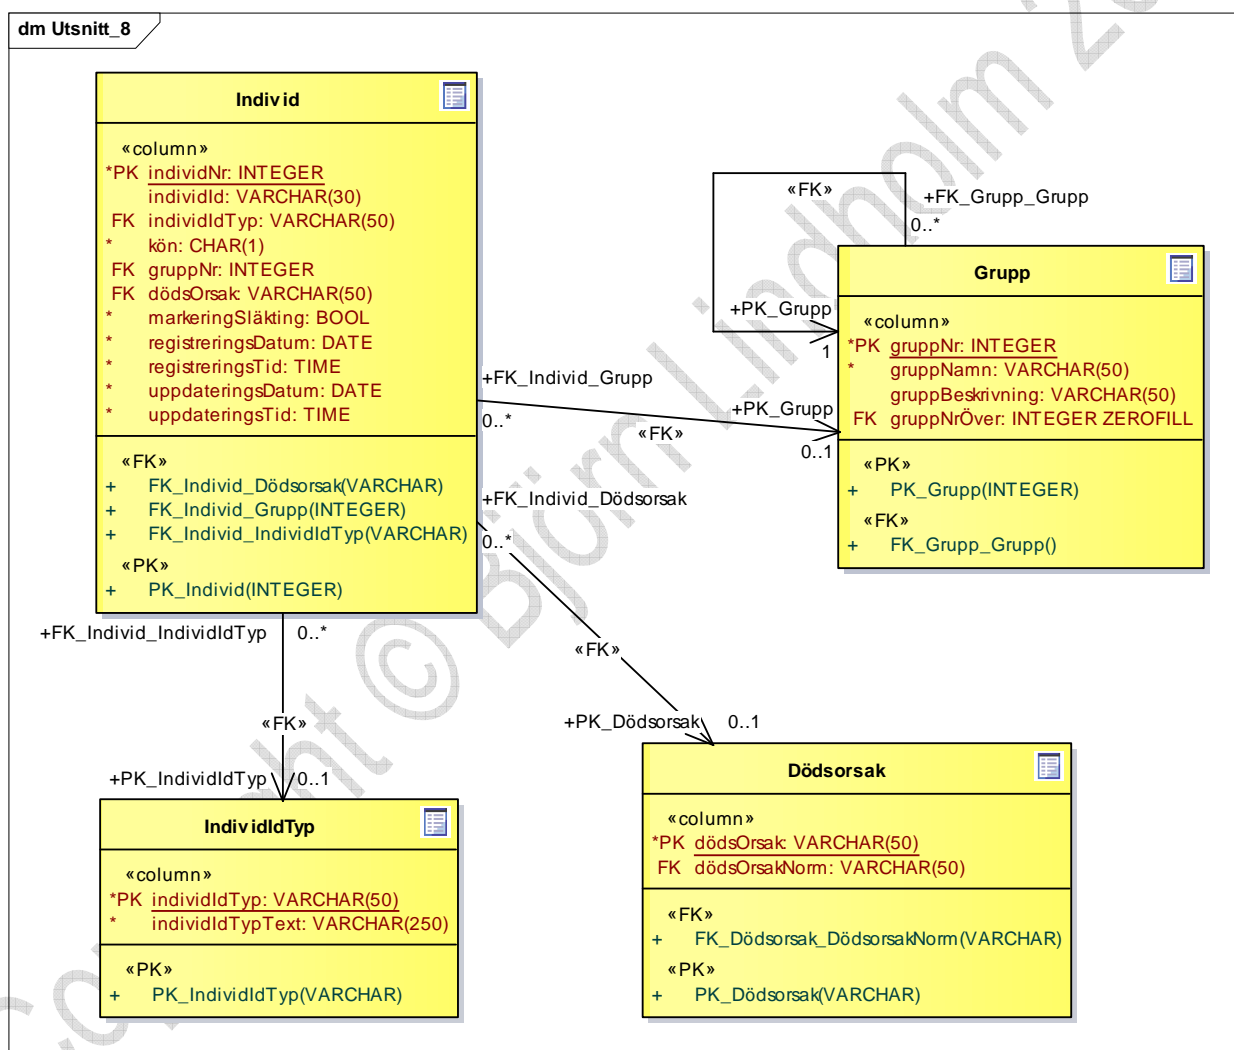 dm Utsnitt_8
Individ
«column»
*PK individNr: INTEGER
individId: VARCHAR(30)
FK individIdTyp: VARCHAR(50)
* kön: CHAR(1)
FK gruppNr: INTEGER
FK dödsOrsak: VARCHAR(50)
* markeringSläkting: BOOL
* registreringsDatum: DATE
* registreringsTid: TIME
* uppdateringsDatum: DATE
* uppdateringsTid: TIME
«FK»
+ FK_Individ_Dödsorsak(VARCHAR)
+ FK_Individ_Grupp(INTEGER)
+ FK_Individ_IndividIdTyp(VARCHAR)
«PK»
+ PK_Individ(INTEGER)
«FK»
+FK_Grupp_Grupp
0..*
+PK_Grupp
1
Grupp
«column»
*PK gruppNr: INTEGER
* gruppNamn: VARCHAR(50)
gruppBeskrivning: VARCHAR(50)
FK gruppNrÖver: INTEGER ZEROFILL
«PK»
+ PK_Grupp(INTEGER)
«FK»
+ FK_Grupp_Grupp()
+FK_Individ_Grupp
0..*
«FK»
+PK_Grupp
0..1
+FK_Individ_Dödsorsak
0..*
«FK»
+PK_Dödsorsak
0..1
+FK_Individ_IndividIdTyp
0..*
«FK»
+PK_IndividIdTyp
0..1
IndividIdTyp
«column»
*PK individIdTyp: VARCHAR(50)
* individIdTypText: VARCHAR(250)
«PK»
+ PK_IndividIdTyp(VARCHAR)
Dödsorsak
«column»
*PK dödsOrsak: VARCHAR(50)
FK dödsOrsakNorm: VARCHAR(50)
«FK»
+ FK_Dödsorsak_DödsorsakNorm(VARCHAR)
«PK»
+ PK_Dödsorsak(VARCHAR)
© Björn Lindholm